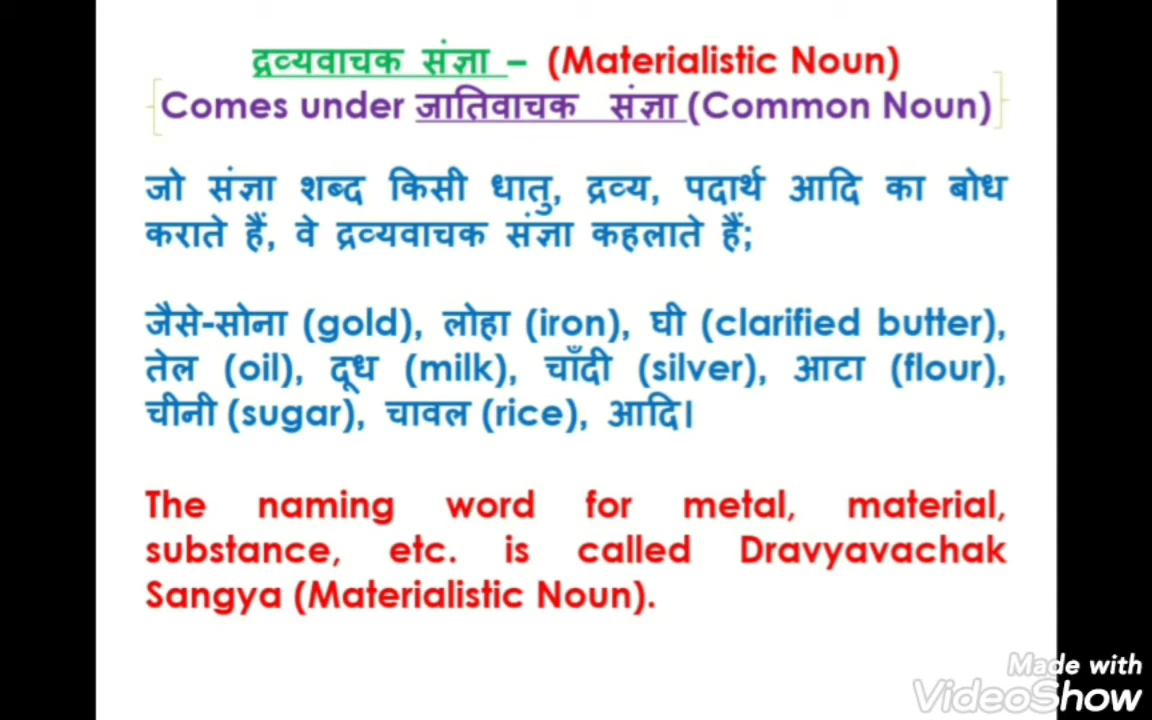 द्रव्यवाचक संज्ञा – (Materialistic Noun)
Comes under जातिवाचक संज्ञा (Common Noun)
जो संज्ञा शब्द किसी धातु, द्रव्य, पदार्थ आदि का बोध
कराते हैं, वे द्रव्यवाचक संज्ञा कहलाते हैं;
जैसे-सोना (gold), लोहा (iron), घी (clarified butter),
तेल (oil), दूध (milk), चाँदी (silver), आटा (flour),
चीनी (sugar), चावल (rice), आदि।
The naming word for metal, material,
substance, etc. is called Dravyavachak
Sangya (Materialistic Noun).
Made with
VideoShow